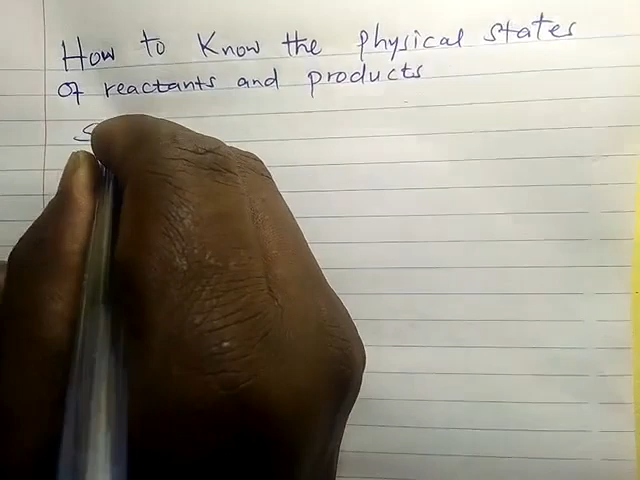 How to Know the physical states
of reactants and products
S